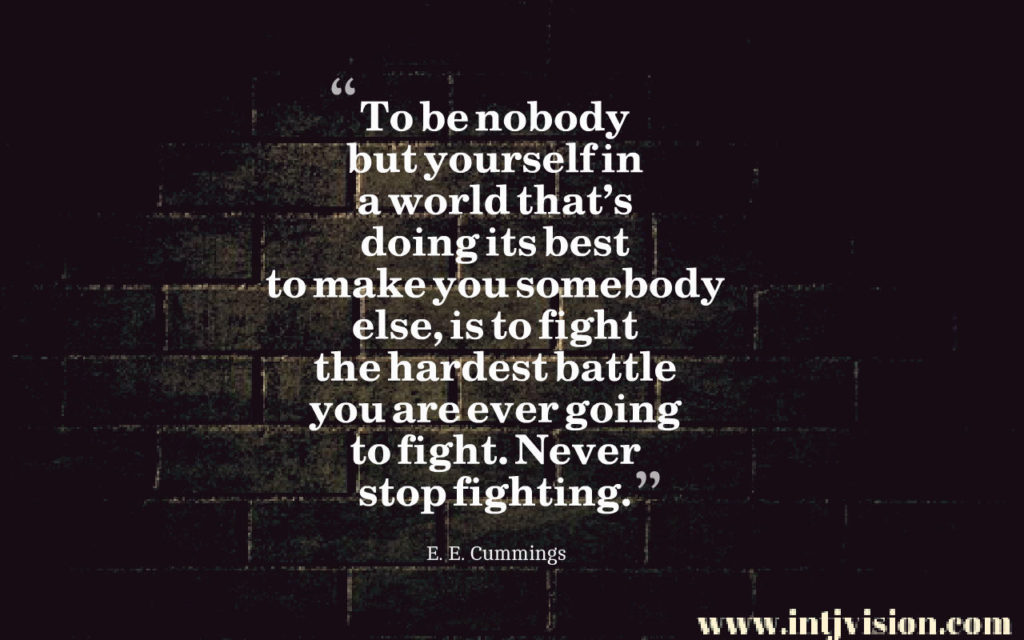 “To be nobody
but yourself in
a world that’s
doing its best
to make you somebody
else, is to fight
the hardest battle
you are ever going
to fight. Never
stop fighting.”
E. E. Cummings
www.intjvision.com